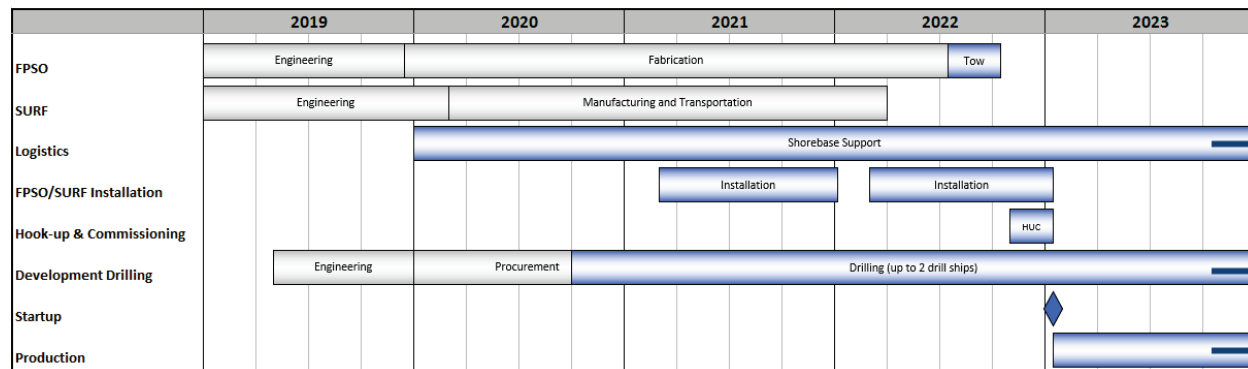 2019 2020 2021 2022 2023
FPSO Engineering Fabrication Tow
SURF Engineering Manufacturing and Transportation
Logistics Shorebase Support
FPSO/SURF Installation Installation Installation
Hook-up & Commissioning HUC
Development Drilling Engineering Procurement Drilling (up to 2 drill ships)
Startup
Production